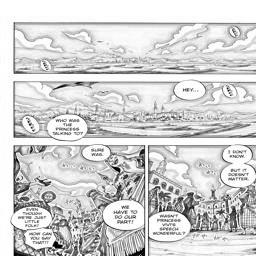 HEY...
WHO WAS
THE
PRINCESS
TALKING TO?
SURE
WAS.
EVEN
THOUGH
WE'RE JUST
LITTLE
FOLK!
HOW CAN
YOU SAY
THAT!!
WE
HAVE TO
DO OUR
PART!
I DON'T
KNOW.
BUT IT
DOESN'T
MATTER.
WASN'T
PRINCESS
VIVI'S
SPEECH
WONDERFUL?